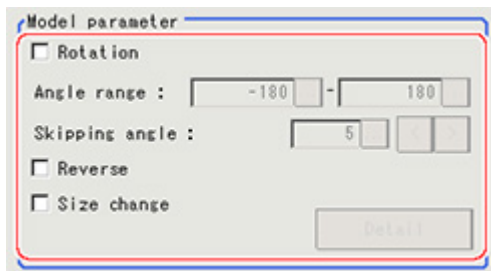 Model parameter
Rotation
Angle range : -180 .. - 180 ..
Skipping angle : 5 .. < >
Reverse
Size change
Detail